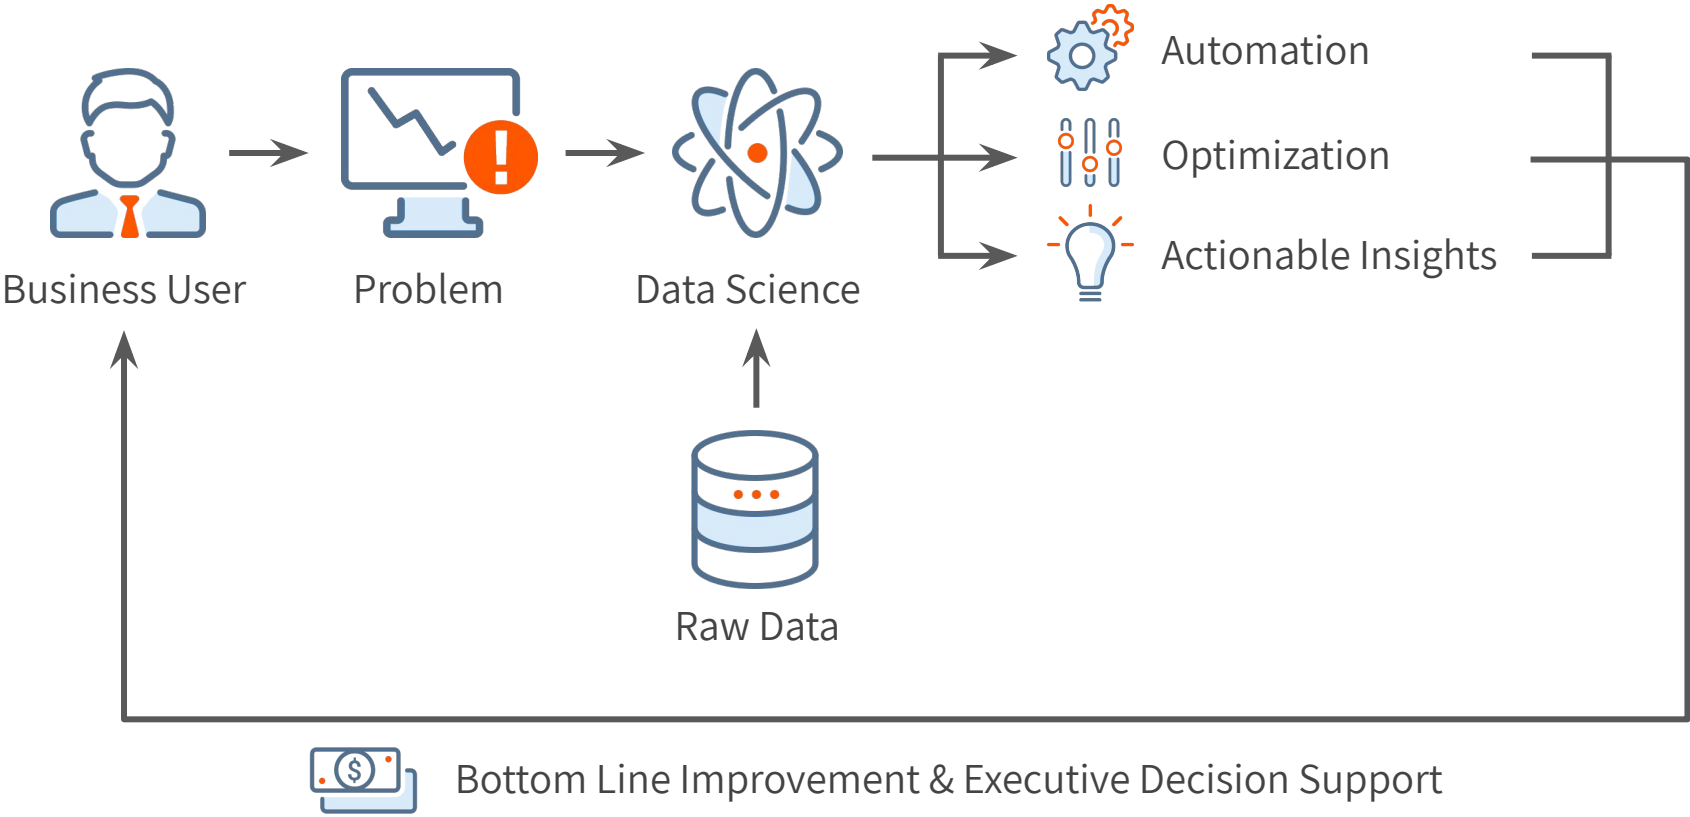 Automation
Optimization
Actionable Insights
Business User
Problem
Data Science
Raw Data
$
Bottom Line Improvement & Executive Decision Support